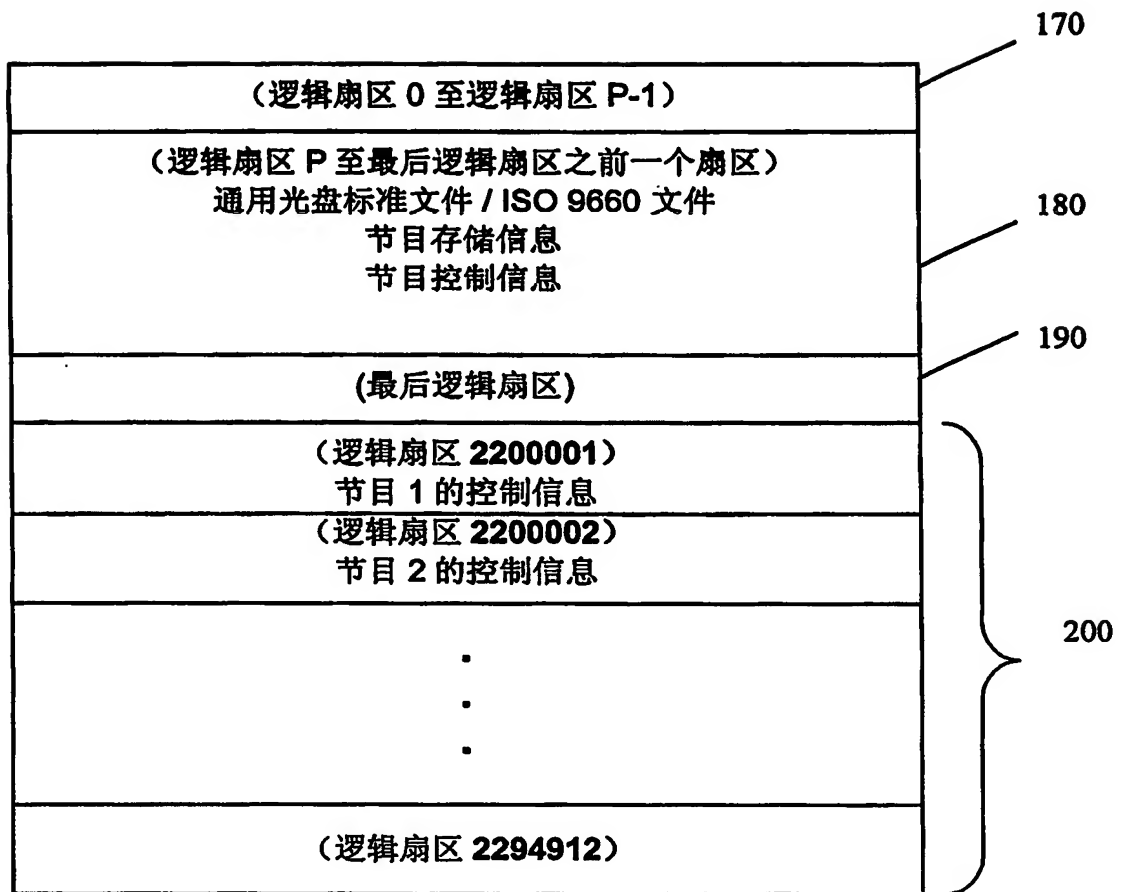 170
（逻辑扇区 0 至逻辑扇区 P-1）
（逻辑扇区 P 至最后逻辑扇区之前一个扇区）
通用光盘标准文件 / ISO 9660 文件
180
节目存储信息
节目控制信息
190
(最后逻辑扇区)
（逻辑扇区 2200001）
节目 1 的控制信息
（逻辑扇区 2200002）
节目 2 的控制信息
200
（逻辑扇区 2294912）